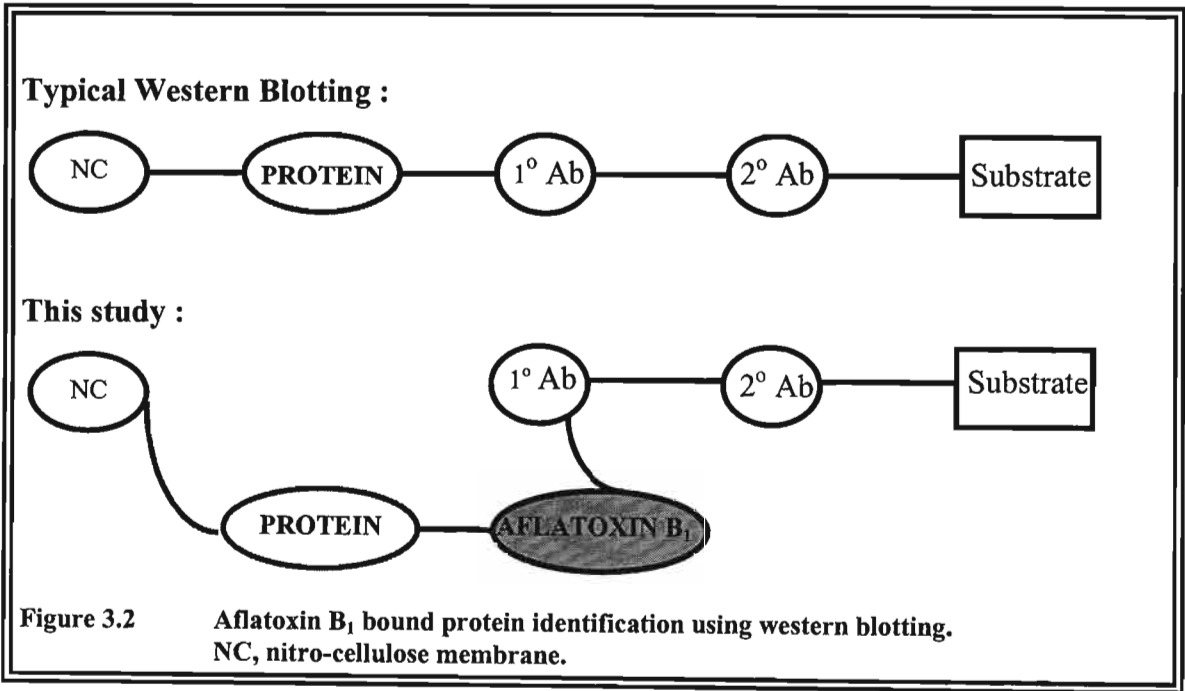 Typical Western Blotting :
NC PROTEIN 1° Ab 2° Ab Substrate
This study :
NC 1° Ab 2° Ab Substrate
PROTEIN AFLATOXIN B₁
Figure 3.2 Aflatoxin B₁ bound protein identification using western blotting.
NC, nitro-cellulose membrane.